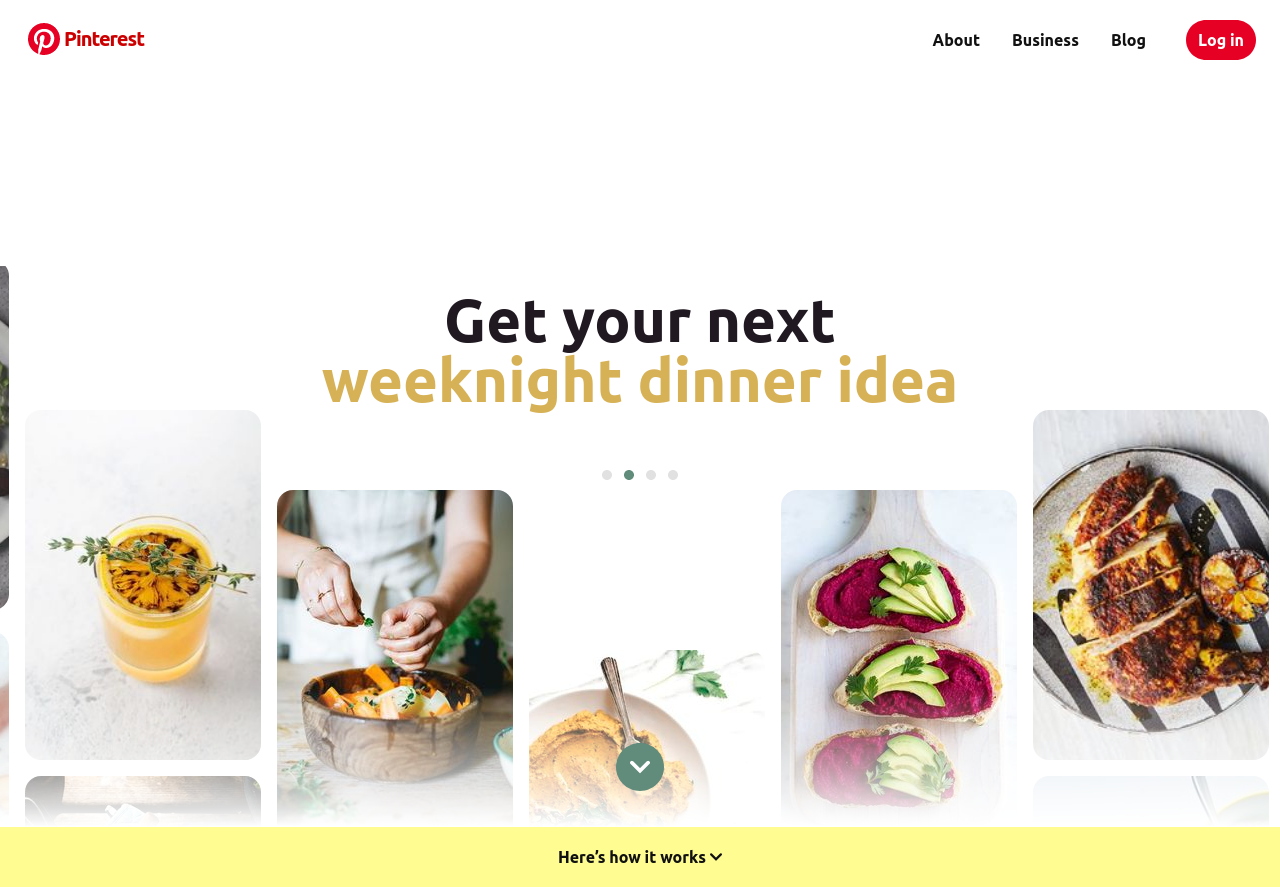 Pinterest
About
Business
Blog
Log in
Get your next
weeknight dinner idea
Here’s how it works